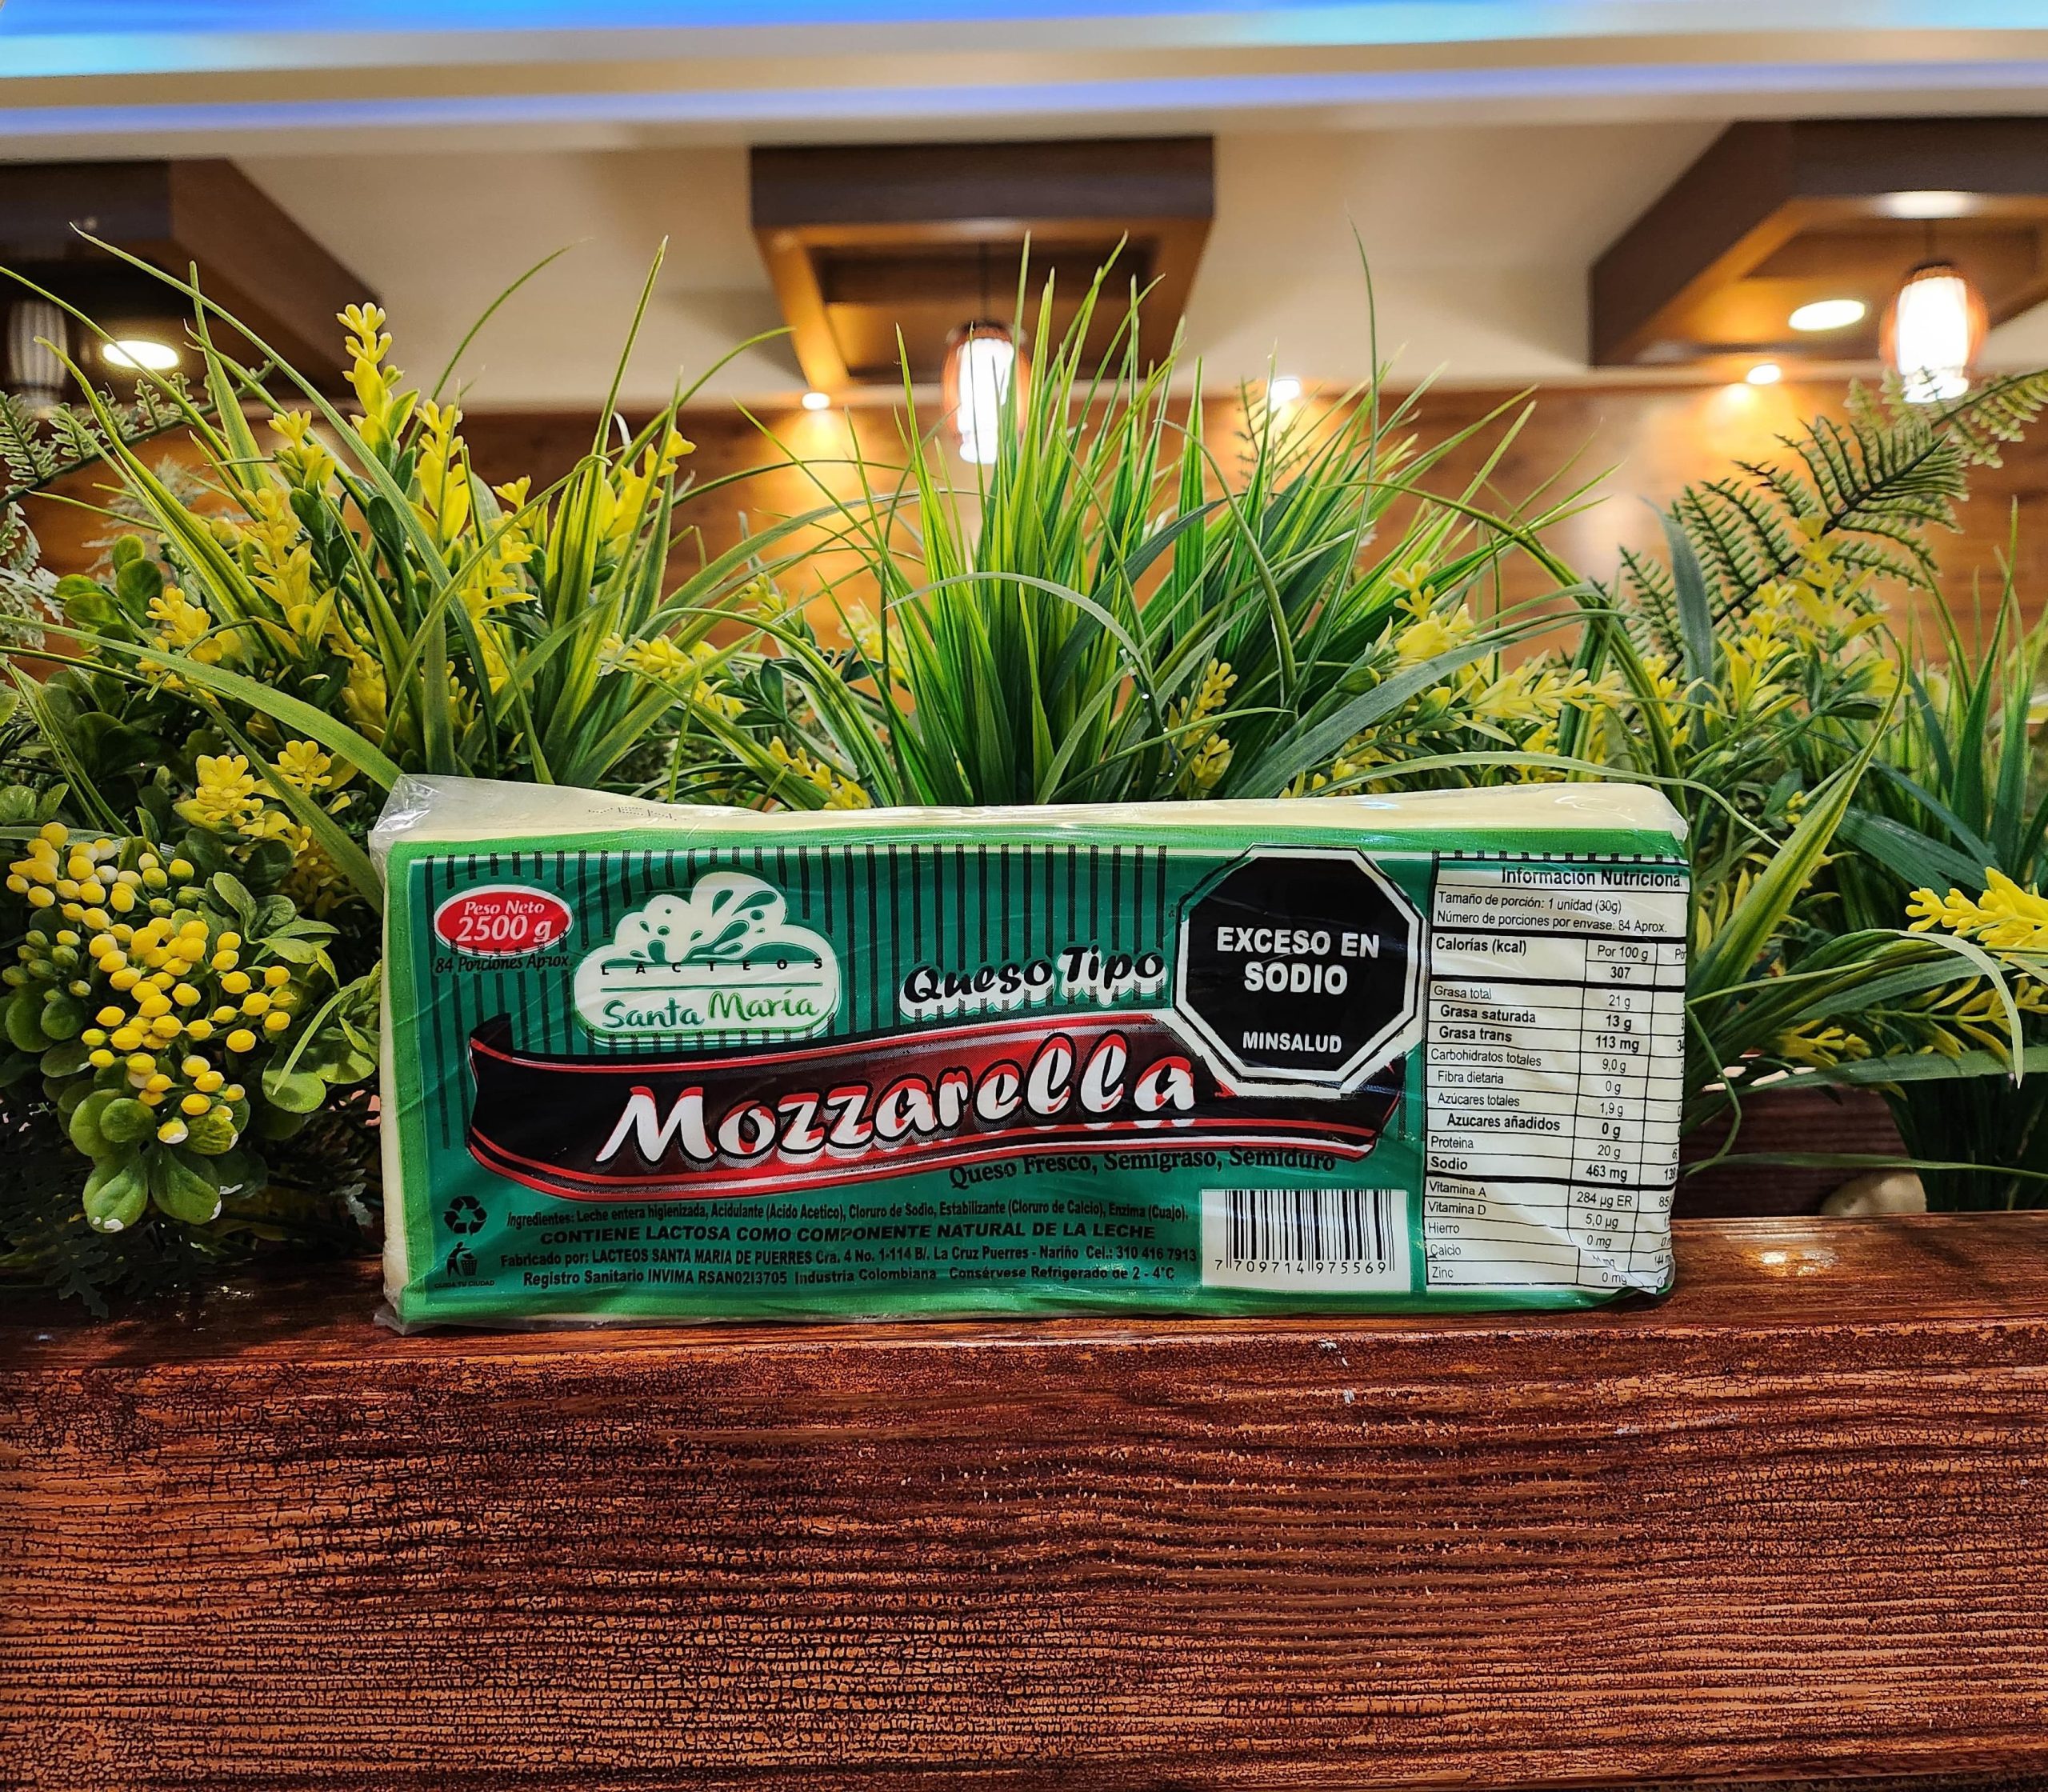 Peso Neto
2500 g
84 Porciones Aprox.
LACTEOS
Santa María
Queso Tipo
Mozzarella
Queso Fresco, Semigraso, Semiduro
EXCESO EN
SODIO
MINSALUD
Ingredientes: Leche entera higienizada, Acidulante (Acido Acetico), Cloruro de Sodio, Estabilizante (Cloruro de Calcio), Enzima (Cuajo).
CONTIENE LACTOSA COMO COMPONENTE NATURAL DE LA LECHE
Fabricado por: LACTEOS SANTA MARIA DE PUERRES Cra. 4 No. 1-114 B/. La Cruz Puerres - Nariño Cel.: 310 416 7913
Registro Sanitario INVIMA RSAN0213705 Industria Colombiana Consérvese Refrigerado de 2 - 4°C
CUIDA TU CIUDAD
7 709714 975569
Información Nutriciona
Tamaño de porción: 1 unidad (30g)
Número de porciones por envase: 84 Aprox.
Calorías (kcal) Por 100 g
307
Grasa total 21 g
Grasa saturada 13 g
Grasa trans 113 mg
Carbohidratos totales 9,0 g
Fibra dietaria 0 g
Azúcares totales 1,9 g
Azucares añadidos 0 g
Proteina 20 g
Sodio 463 mg
Vitamina A 284 µg ER
Vitamina D 5,0 µg
Hierro 0 mg
Calcio
Zinc 0 mg